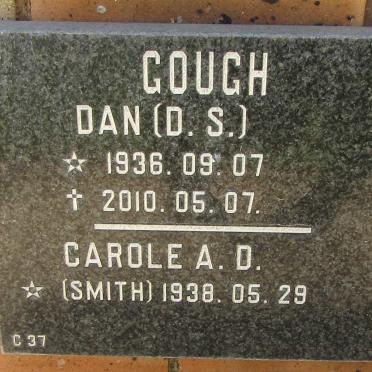 GOUGH
DAN (D. S.)
☆ 1936. 09. 07
✝ 2010. 05. 07.
CAROLE A. D.
☆ (SMITH) 1938. 05. 29
C 37